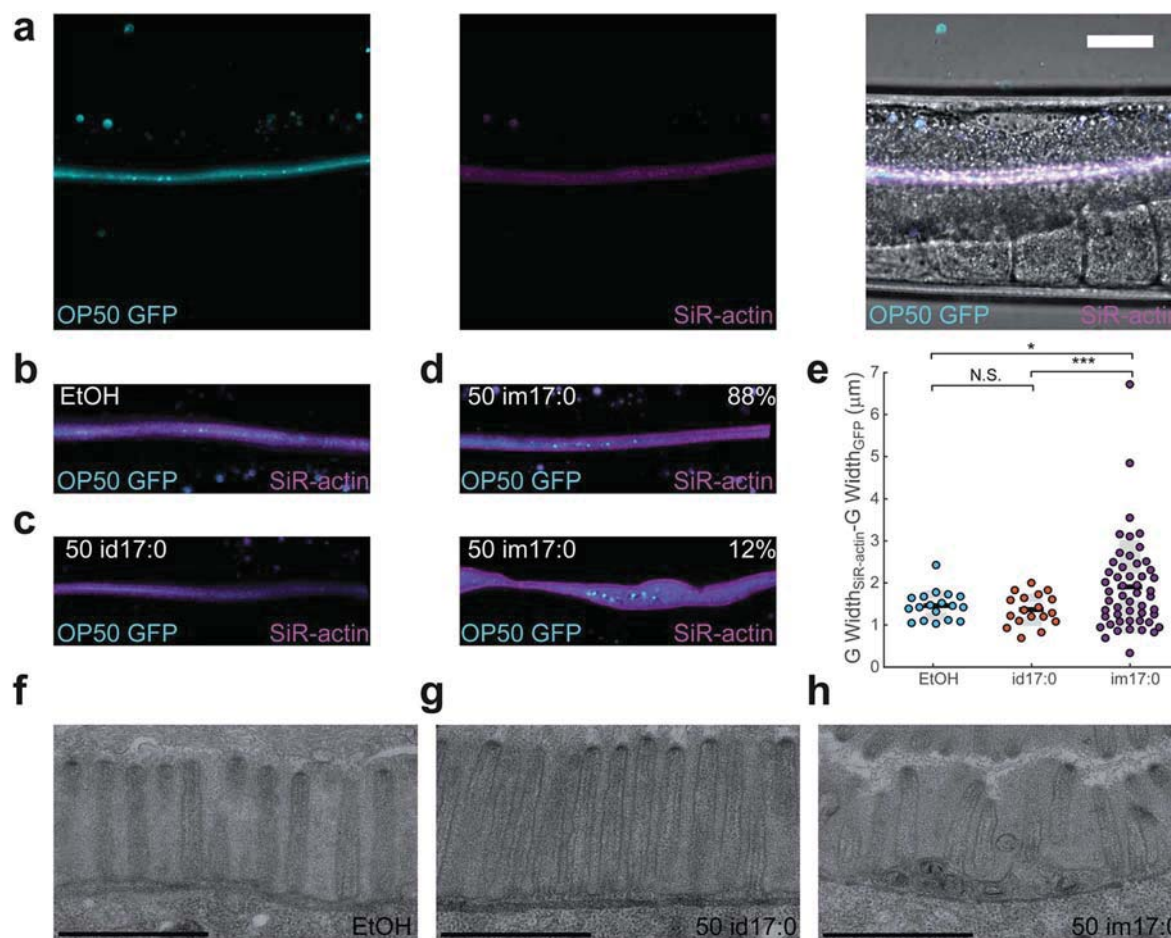 a
OP50 GFP
SiR-actin
OP50 GFP SiR-actin
b
EtOH
OP50 GFP SiR-actin
d
50 im17:0 88%
OP50 GFP SiR-actin
c
50 id17:0
OP50 GFP SiR-actin
50 im17:0 12%
OP50 GFP SiR-actin
e
*
N.S. ***
G WidthSiR-actin-G WidthGFP (μm)
7
6
5
4
3
2
1
0
EtOH id17:0 im17:0
f
EtOH
g
50 id17:0
h
50 im17:0